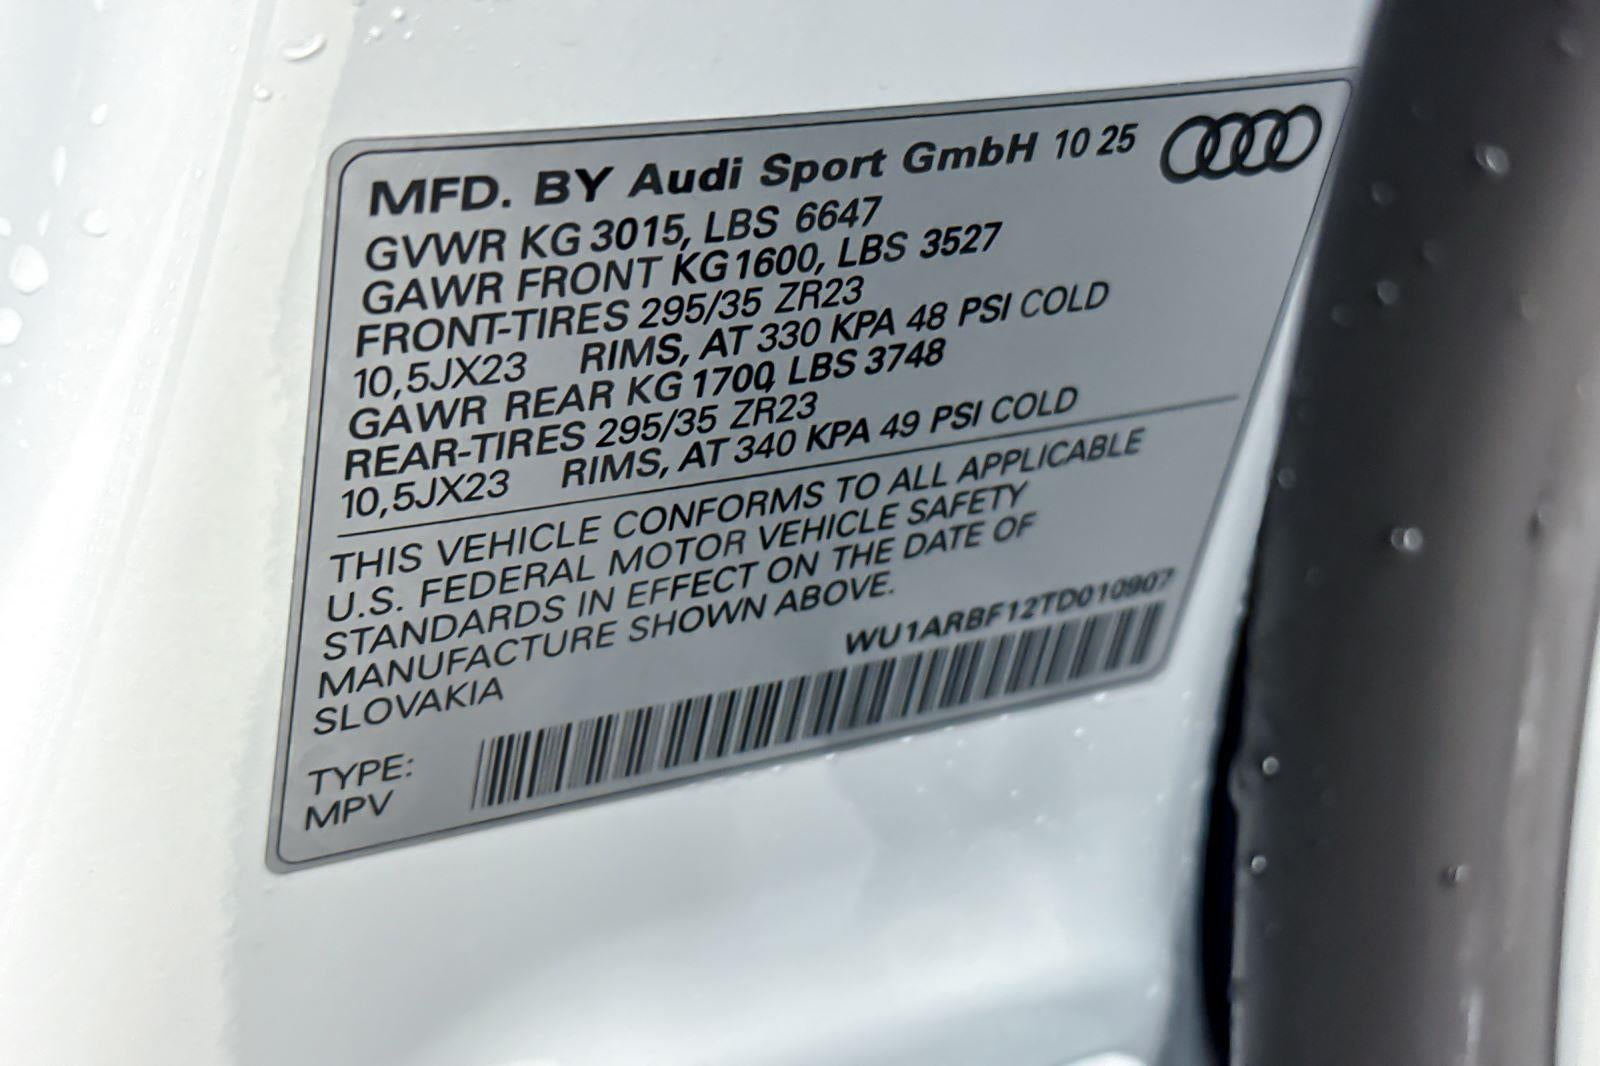 MFD. BY Audi Sport GmbH 10 25
GVWR KG 3015, LBS 6647
GAWR FRONT KG 1600, LBS 3527
FRONT-TIRES 295/35 ZR23
10,5JX23 RIMS, AT 330 KPA 48 PSI COLD
GAWR REAR KG 1700, LBS 3748
REAR-TIRES 295/35 ZR23
10,5JX23 RIMS, AT 340 KPA 49 PSI COLD
THIS VEHICLE CONFORMS TO ALL APPLICABLE
U.S. FEDERAL MOTOR VEHICLE SAFETY
STANDARDS IN EFFECT ON THE DATE OF
MANUFACTURE SHOWN ABOVE.
SLOVAKIA
WU1ARBF12TD010907
TYPE:
MPV